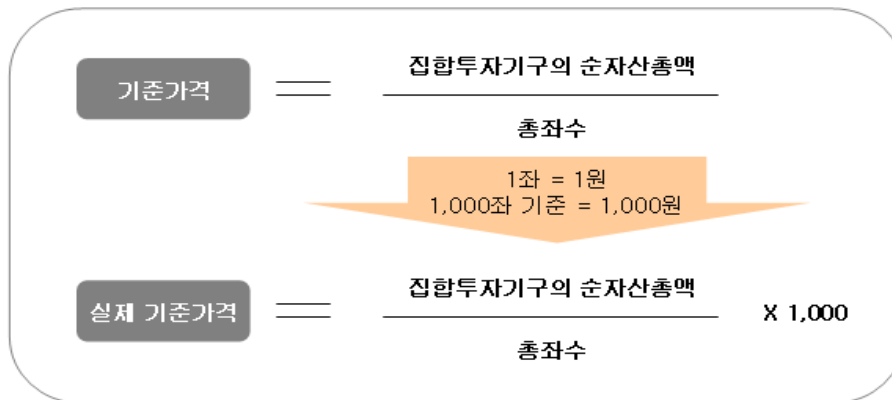 기준가격
집합투자기구의 순자산총액
총좌수
1좌 = 1원
1,000좌 기준 = 1,000원
실제 기준가격
집합투자기구의 순자산총액
총좌수
X 1,000